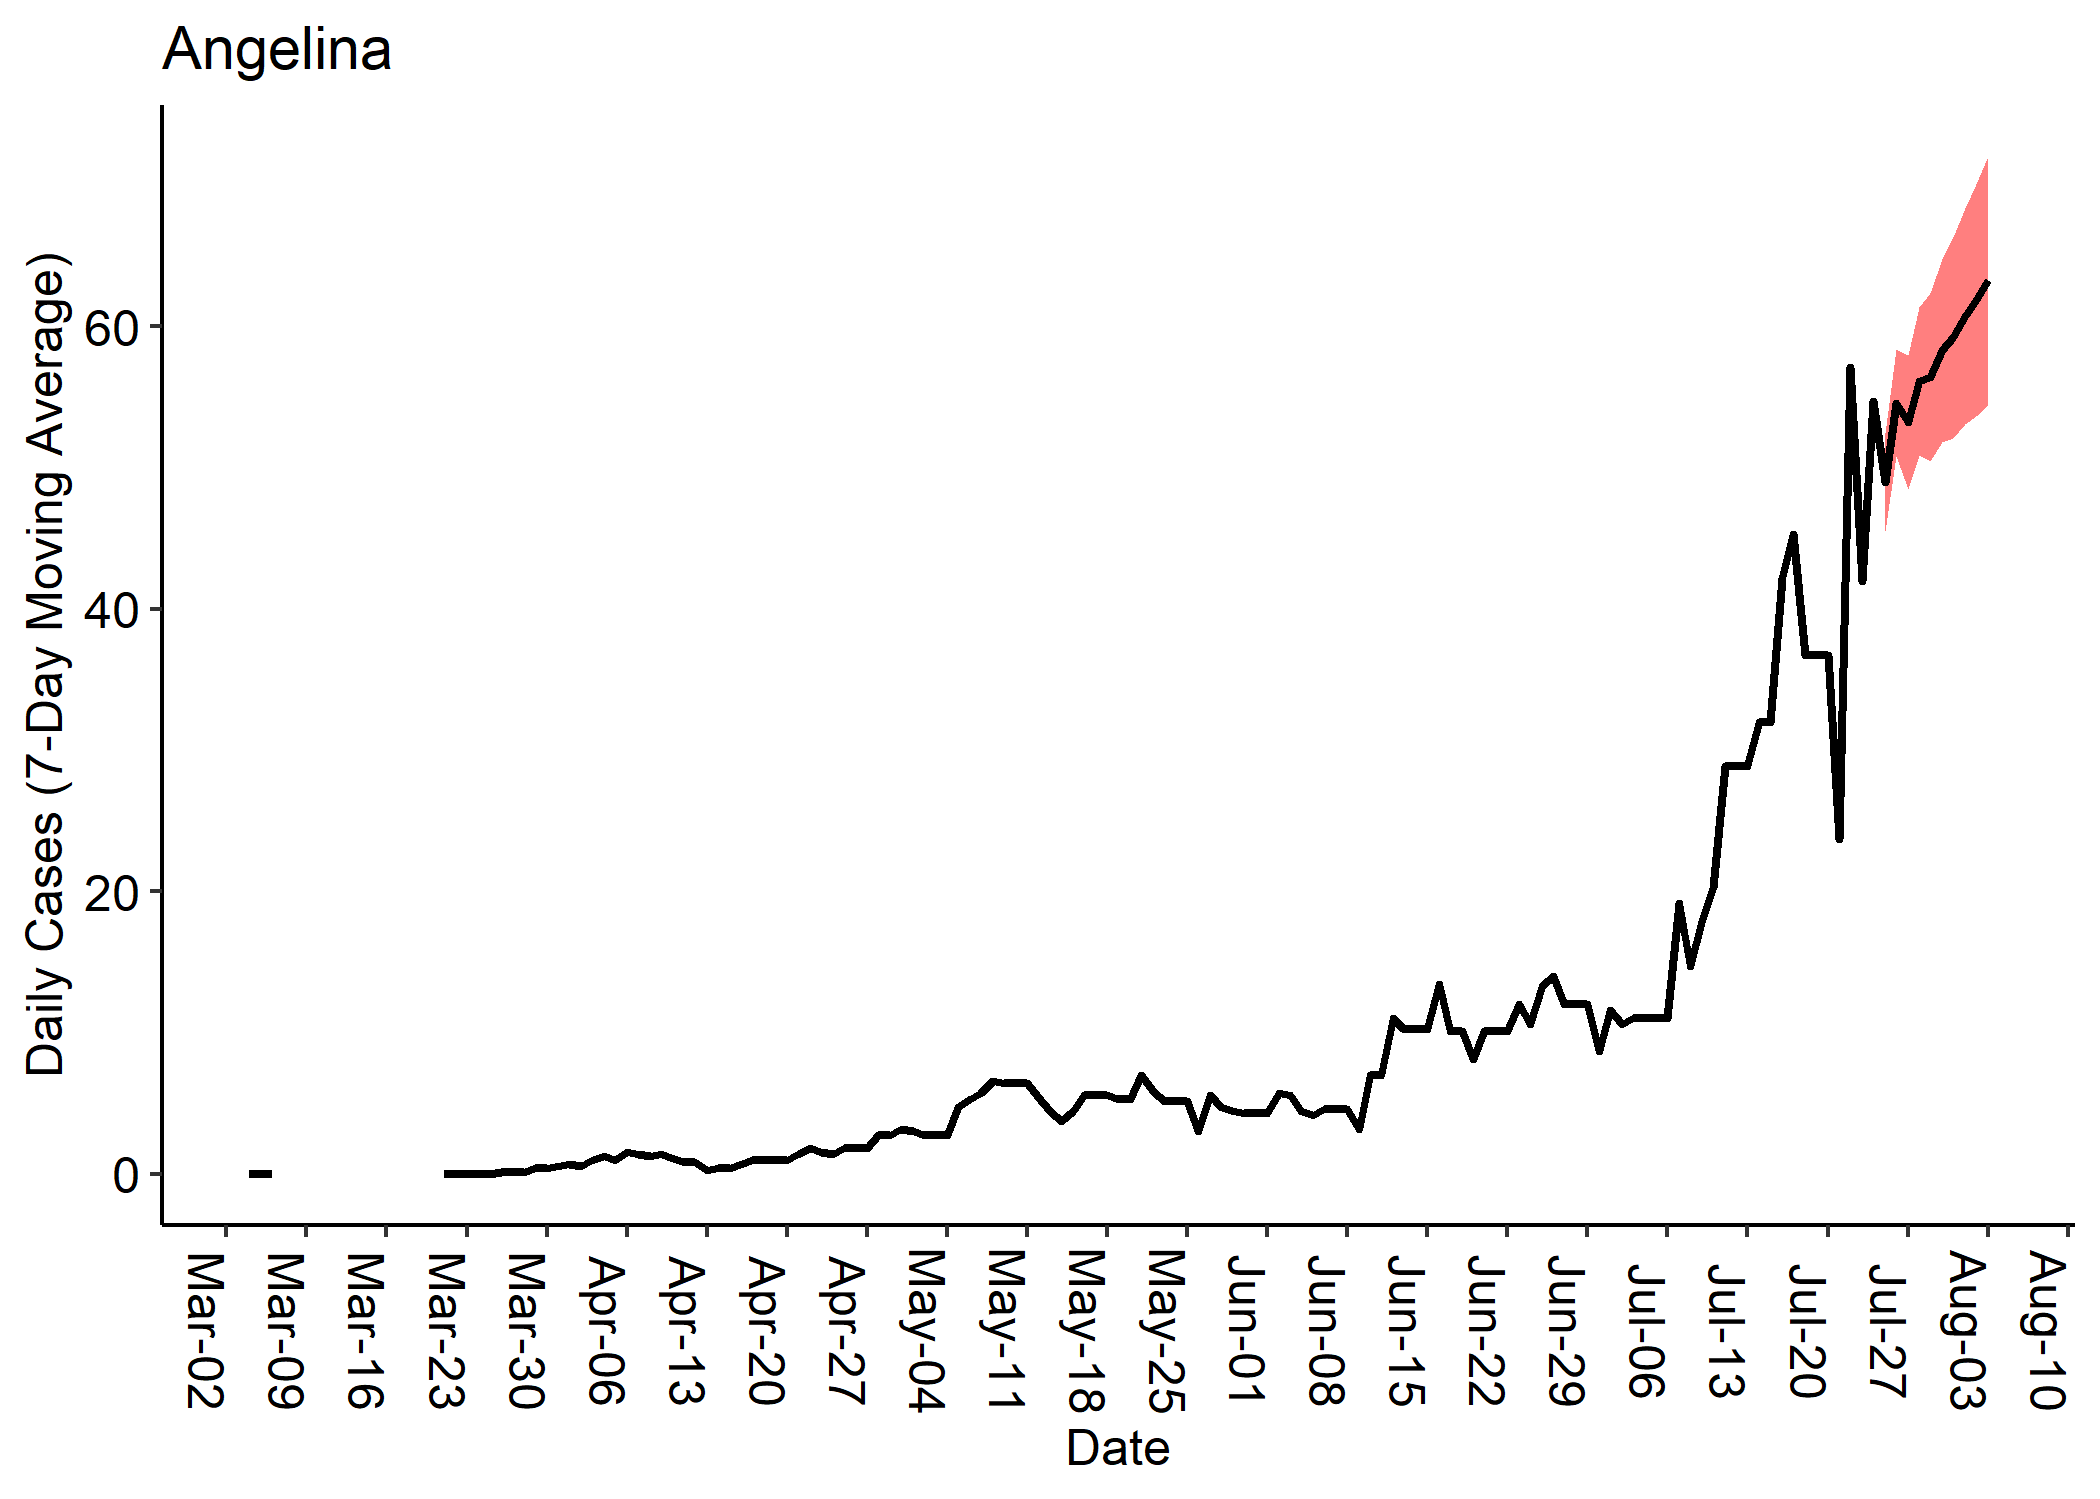 Angelina
Daily Cases (7-Day Moving Average)
60
40
20
0
Mar-02
Mar-09
Mar-16
Mar-23
Mar-30
Apr-06
Apr-13
Apr-20
Apr-27
May-04
May-11
May-18
May-25
Jun-01
Jun-08
Jun-15
Jun-22
Jun-29
Jul-06
Jul-13
Jul-20
Jul-27
Aug-03
Aug-10
Date